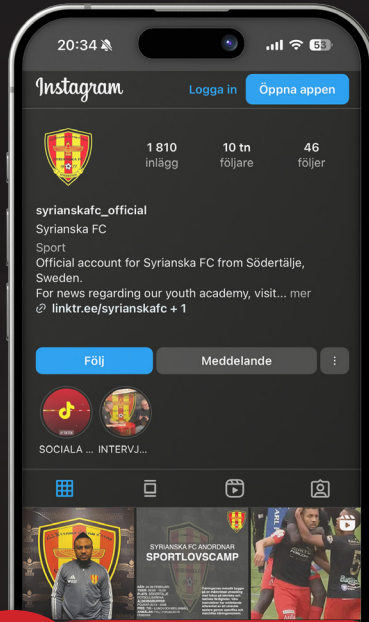 20:34
53
Instagram
Logga in
Öppna appen
1 810
inlägg
10 tn
följare
46
följer
syrianskafc_official
Syrianska FC
Sport
Official account for Syrianska FC from Södertälje,
Sweden.
For news regarding our youth academy, visit... mer
linktr.ee/syrianskafc + 1
Följ
Meddelande
SOCIALA ...
INTERVJ...
SYRIANSKA FC ANORDNAR
SPORTLOVSCAMP